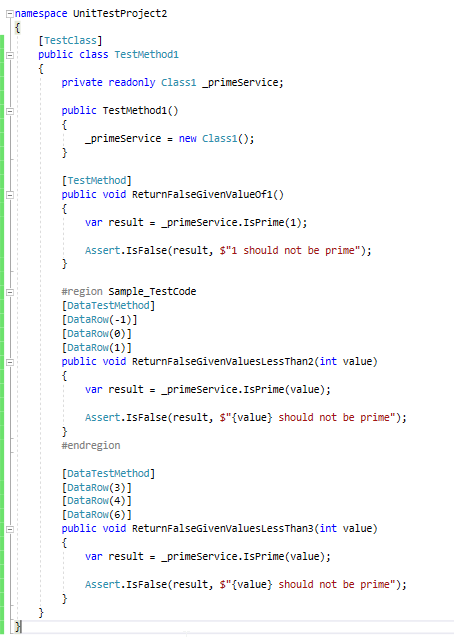 namespace UnitTestProject2
{
    [TestClass]
    public class TestMethod1
    {
        private readonly Class1 _primeService;

        public TestMethod1()
        {
            _primeService = new Class1();
        }

        [TestMethod]
        public void ReturnFalseGivenValueOf1()
        {
            var result = _primeService.IsPrime(1);

            Assert.IsFalse(result, $"1 should not be prime");
        }

        #region Sample_TestCode
        [DataTestMethod]
        [DataRow(-1)]
        [DataRow(0)]
        [DataRow(1)]
        public void ReturnFalseGivenValuesLessThan2(int value)
        {
            var result = _primeService.IsPrime(value);

            Assert.IsFalse(result, $"{value} should not be prime");
        }
        #endregion

        [DataTestMethod]
        [DataRow(3)]
        [DataRow(4)]
        [DataRow(6)]
        public void ReturnFalseGivenValuesLessThan3(int value)
        {
            var result = _primeService.IsPrime(value);

            Assert.IsFalse(result, $"{value} should not be prime");
        }
    }
}